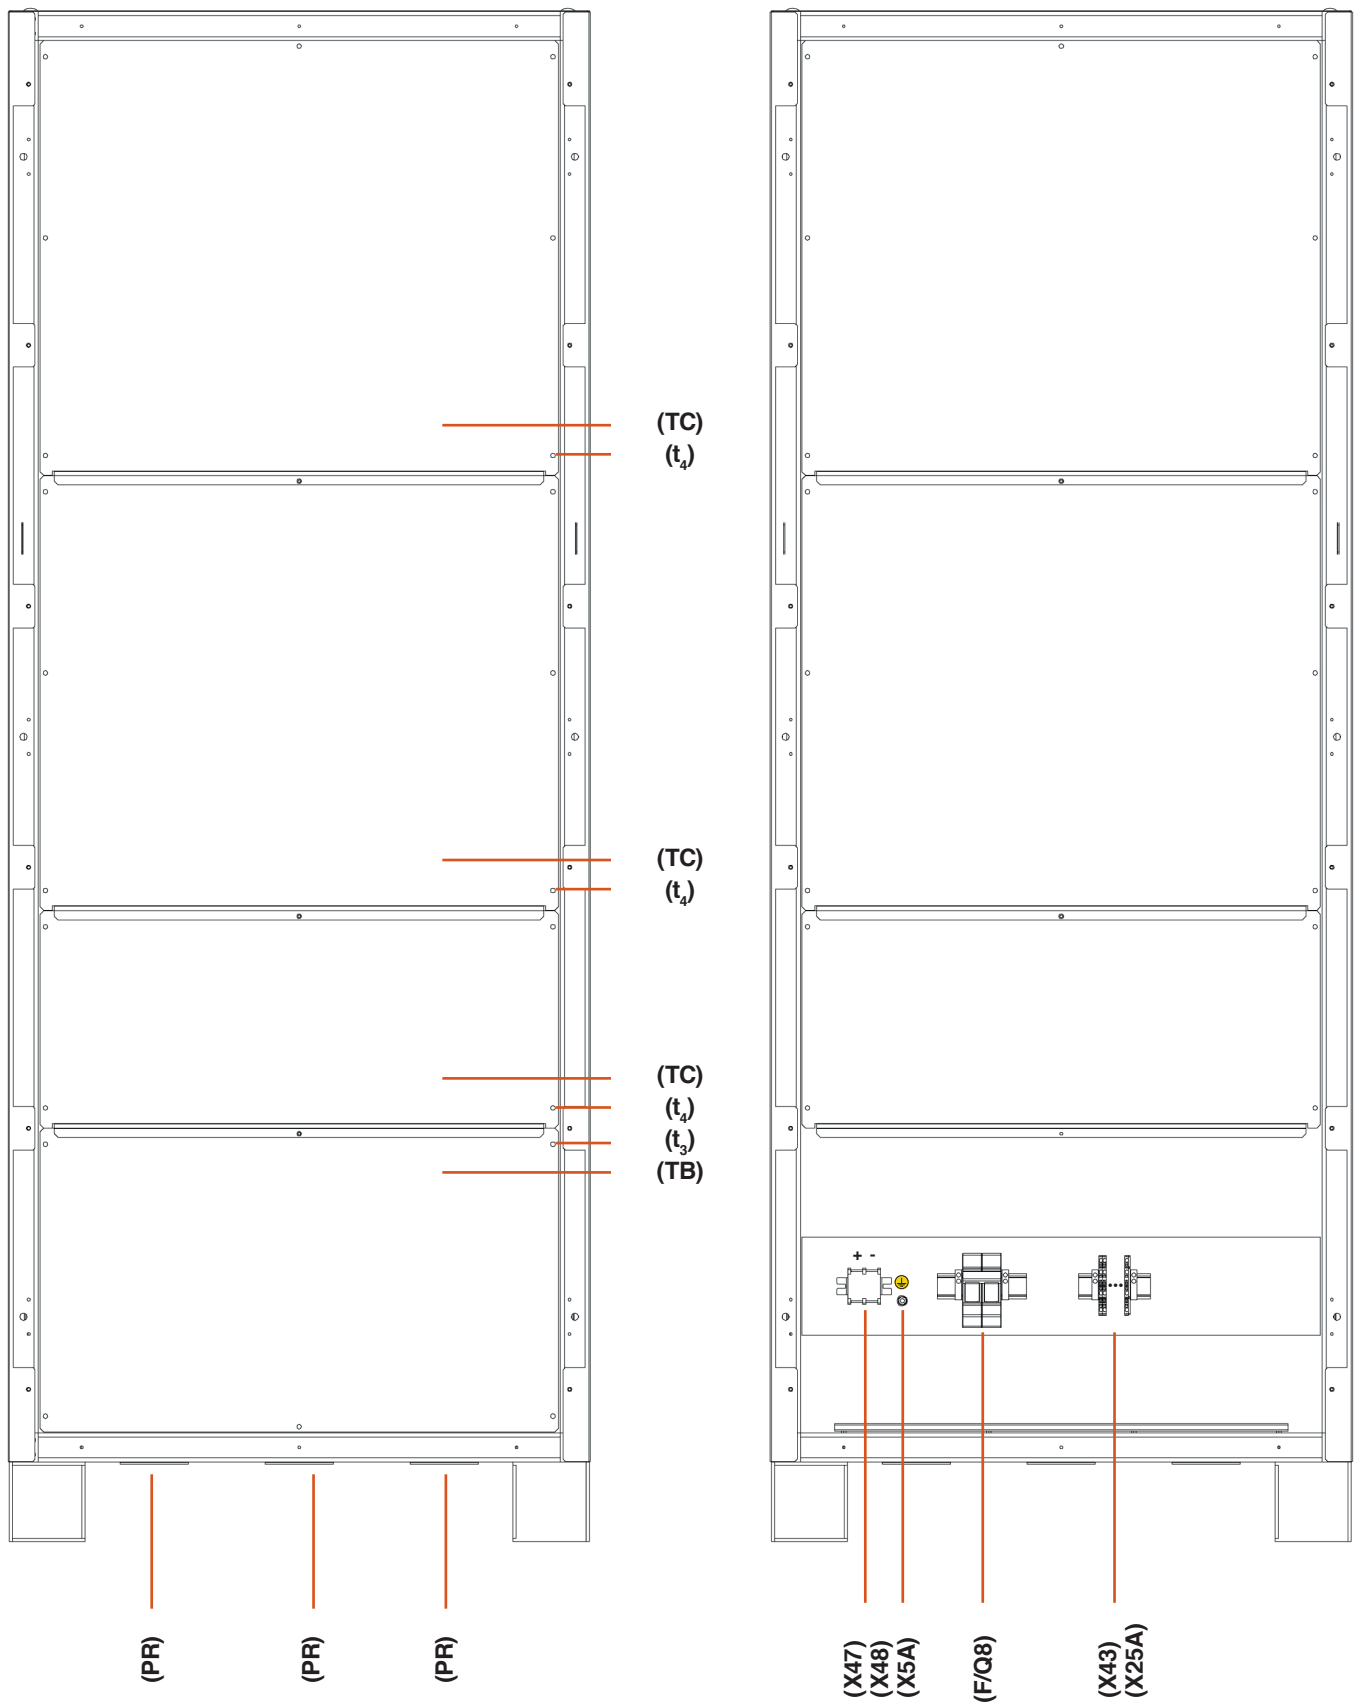 (TC)
(t4)
(TC)
(t4)
(TC)
(t4)
(t3)
(TB)
+ -
(PR)
(PR)
(PR)
(X47)
(X48)
(X5A)
(F/Q8)
(X43)
(X25A)